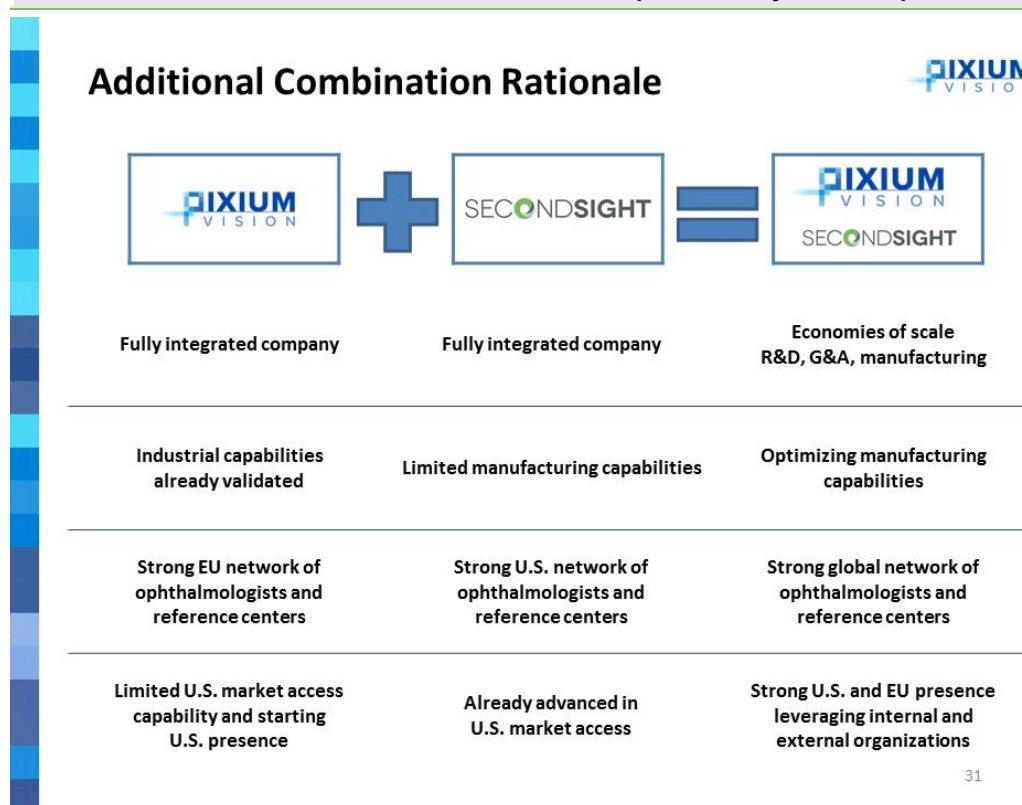 Additional Combination Rationale
PIXIUM
VISIO
PIXIUM
VISION
SECONDSIGHT
PIXIUM
VISION
SECONDSIGHT
Fully integrated company
Fully integrated company
Economies of scale
R&D, G&A, manufacturing
Industrial capabilities
already validated
Limited manufacturing capabilities
Optimizing manufacturing
capabilities
Strong EU network of
ophthalmologists and
reference centers
Strong U.S. network of
ophthalmologists and
reference centers
Strong global network of
ophthalmologists and
reference centers
Limited U.S. market access
capability and starting
U.S. presence
Already advanced in
U.S. market access
Strong U.S. and EU presence
leveraging internal and
external organizations
31